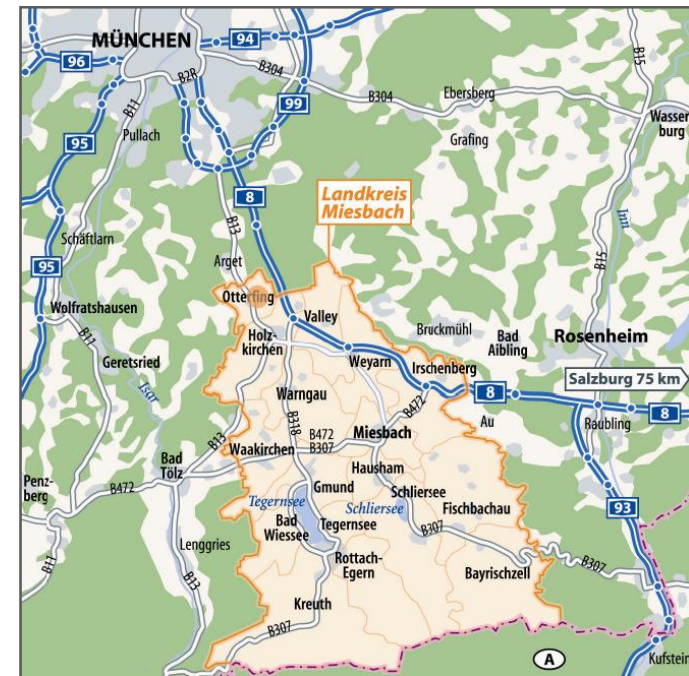 MÜNCHEN
94
96
B2R
B304
B15
B11
99
B304
Ebersberg
Wasser
burg
Pullach
95
Grafing
8
Landkreis
Miesbach
Inn
B13
Schäftlarn
B15
95
Arget
Otterfing
Wolfratshausen
Valley
B11
Bruckmühl
Bad
Aibling
Rosenheim
Holz-
kirchen
Geretsried
Weyarn
Irschenberg
Salzburg 75 km
Isar
8
8
Warngau
B472
Au
Raubling
B318
Miesbach
B13
B472
B307
Waakirchen
Bad
Tölz
Hausham
Penz-
berg
B472
Gmund
Schliersee
93
Tegernsee
Schliersee
Fischbachau
Bad
Wiessee
Tegernsee
B307
Lenggries
B11
Rottach-
Egern
B307
Bayrischzell
B13
Kreuth
B307
A
Kufstein